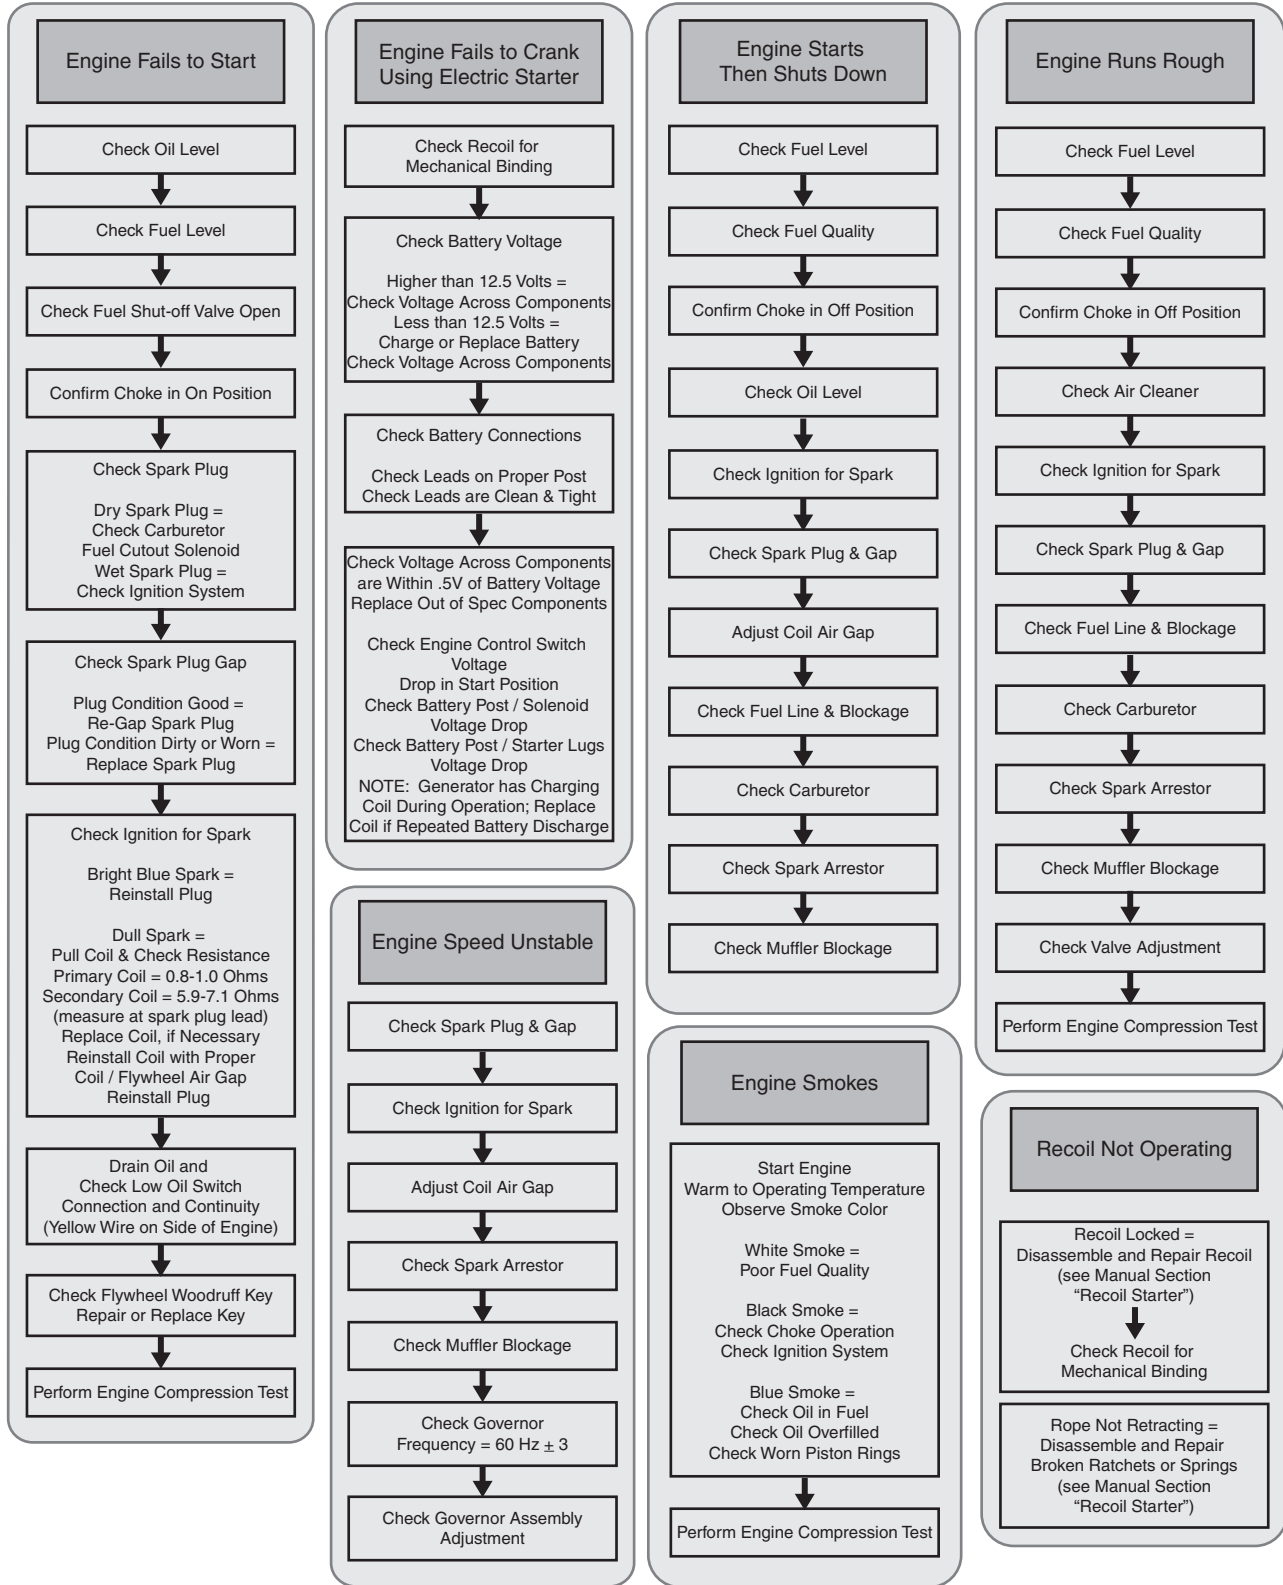 Engine Fails to Start
Check Oil Level
Check Fuel Level
Check Fuel Shut-off Valve Open
Confirm Choke in On Position
Check Spark Plug
Dry Spark Plug =
Check Carburetor
Fuel Cutout Solenoid
Wet Spark Plug =
Check Ignition System
Check Spark Plug Gap
Plug Condition Good =
Re-Gap Spark Plug
Plug Condition Dirty or Worn =
Replace Spark Plug
Check Ignition for Spark
Bright Blue Spark =
Reinstall Plug
Dull Spark =
Pull Coil & Check Resistance
Primary Coil = 0.8-1.0 Ohms
Secondary Coil = 5.9-7.1 Ohms
(measure at spark plug lead)
Replace Coil, if Necessary
Reinstall Coil with Proper
Coil / Flywheel Air Gap
Reinstall Plug
Drain Oil and
Check Low Oil Switch
Connection and Continuity
(Yellow Wire on Side of Engine)
Check Flywheel Woodruff Key
Repair or Replace Key
Perform Engine Compression Test
Engine Fails to Crank
Using Electric Starter
Check Recoil for
Mechanical Binding
Check Battery Voltage
Higher than 12.5 Volts =
Check Voltage Across Components
Less than 12.5 Volts =
Charge or Replace Battery
Check Voltage Across Components
Check Battery Connections
Check Leads on Proper Post
Check Leads are Clean & Tight
Check Voltage Across Components
are Within .5V of Battery Voltage
Replace Out of Spec Components
Check Engine Control Switch
Voltage
Drop in Start Position
Check Battery Post / Solenoid
Voltage Drop
Check Battery Post / Starter Lugs
Voltage Drop
NOTE: Generator has Charging
Coil During Operation; Replace
Coil if Repeated Battery Discharge
Engine Speed Unstable
Check Spark Plug & Gap
Check Ignition for Spark
Adjust Coil Air Gap
Check Spark Arrestor
Check Muffler Blockage
Check Governor
Frequency = 60 Hz ± 3
Check Governor Assembly
Adjustment
Engine Starts
Then Shuts Down
Check Fuel Level
Check Fuel Quality
Confirm Choke in Off Position
Check Oil Level
Check Ignition for Spark
Check Spark Plug & Gap
Adjust Coil Air Gap
Check Fuel Line & Blockage
Check Carburetor
Check Spark Arrestor
Check Muffler Blockage
Engine Smokes
Start Engine
Warm to Operating Temperature
Observe Smoke Color
White Smoke =
Poor Fuel Quality
Black Smoke =
Check Choke Operation
Check Ignition System
Blue Smoke =
Check Oil in Fuel
Check Oil Overfilled
Check Worn Piston Rings
Perform Engine Compression Test
Engine Runs Rough
Check Fuel Level
Check Fuel Quality
Confirm Choke in Off Position
Check Air Cleaner
Check Ignition for Spark
Check Spark Plug & Gap
Check Fuel Line & Blockage
Check Carburetor
Check Spark Arrestor
Check Muffler Blockage
Check Valve Adjustment
Perform Engine Compression Test
Recoil Not Operating
Recoil Locked =
Disassemble and Repair Recoil
(see Manual Section
“Recoil Starter”)
Check Recoil for
Mechanical Binding
Rope Not Retracting =
Disassemble and Repair
Broken Ratchets or Springs
(see Manual Section
“Recoil Starter”)